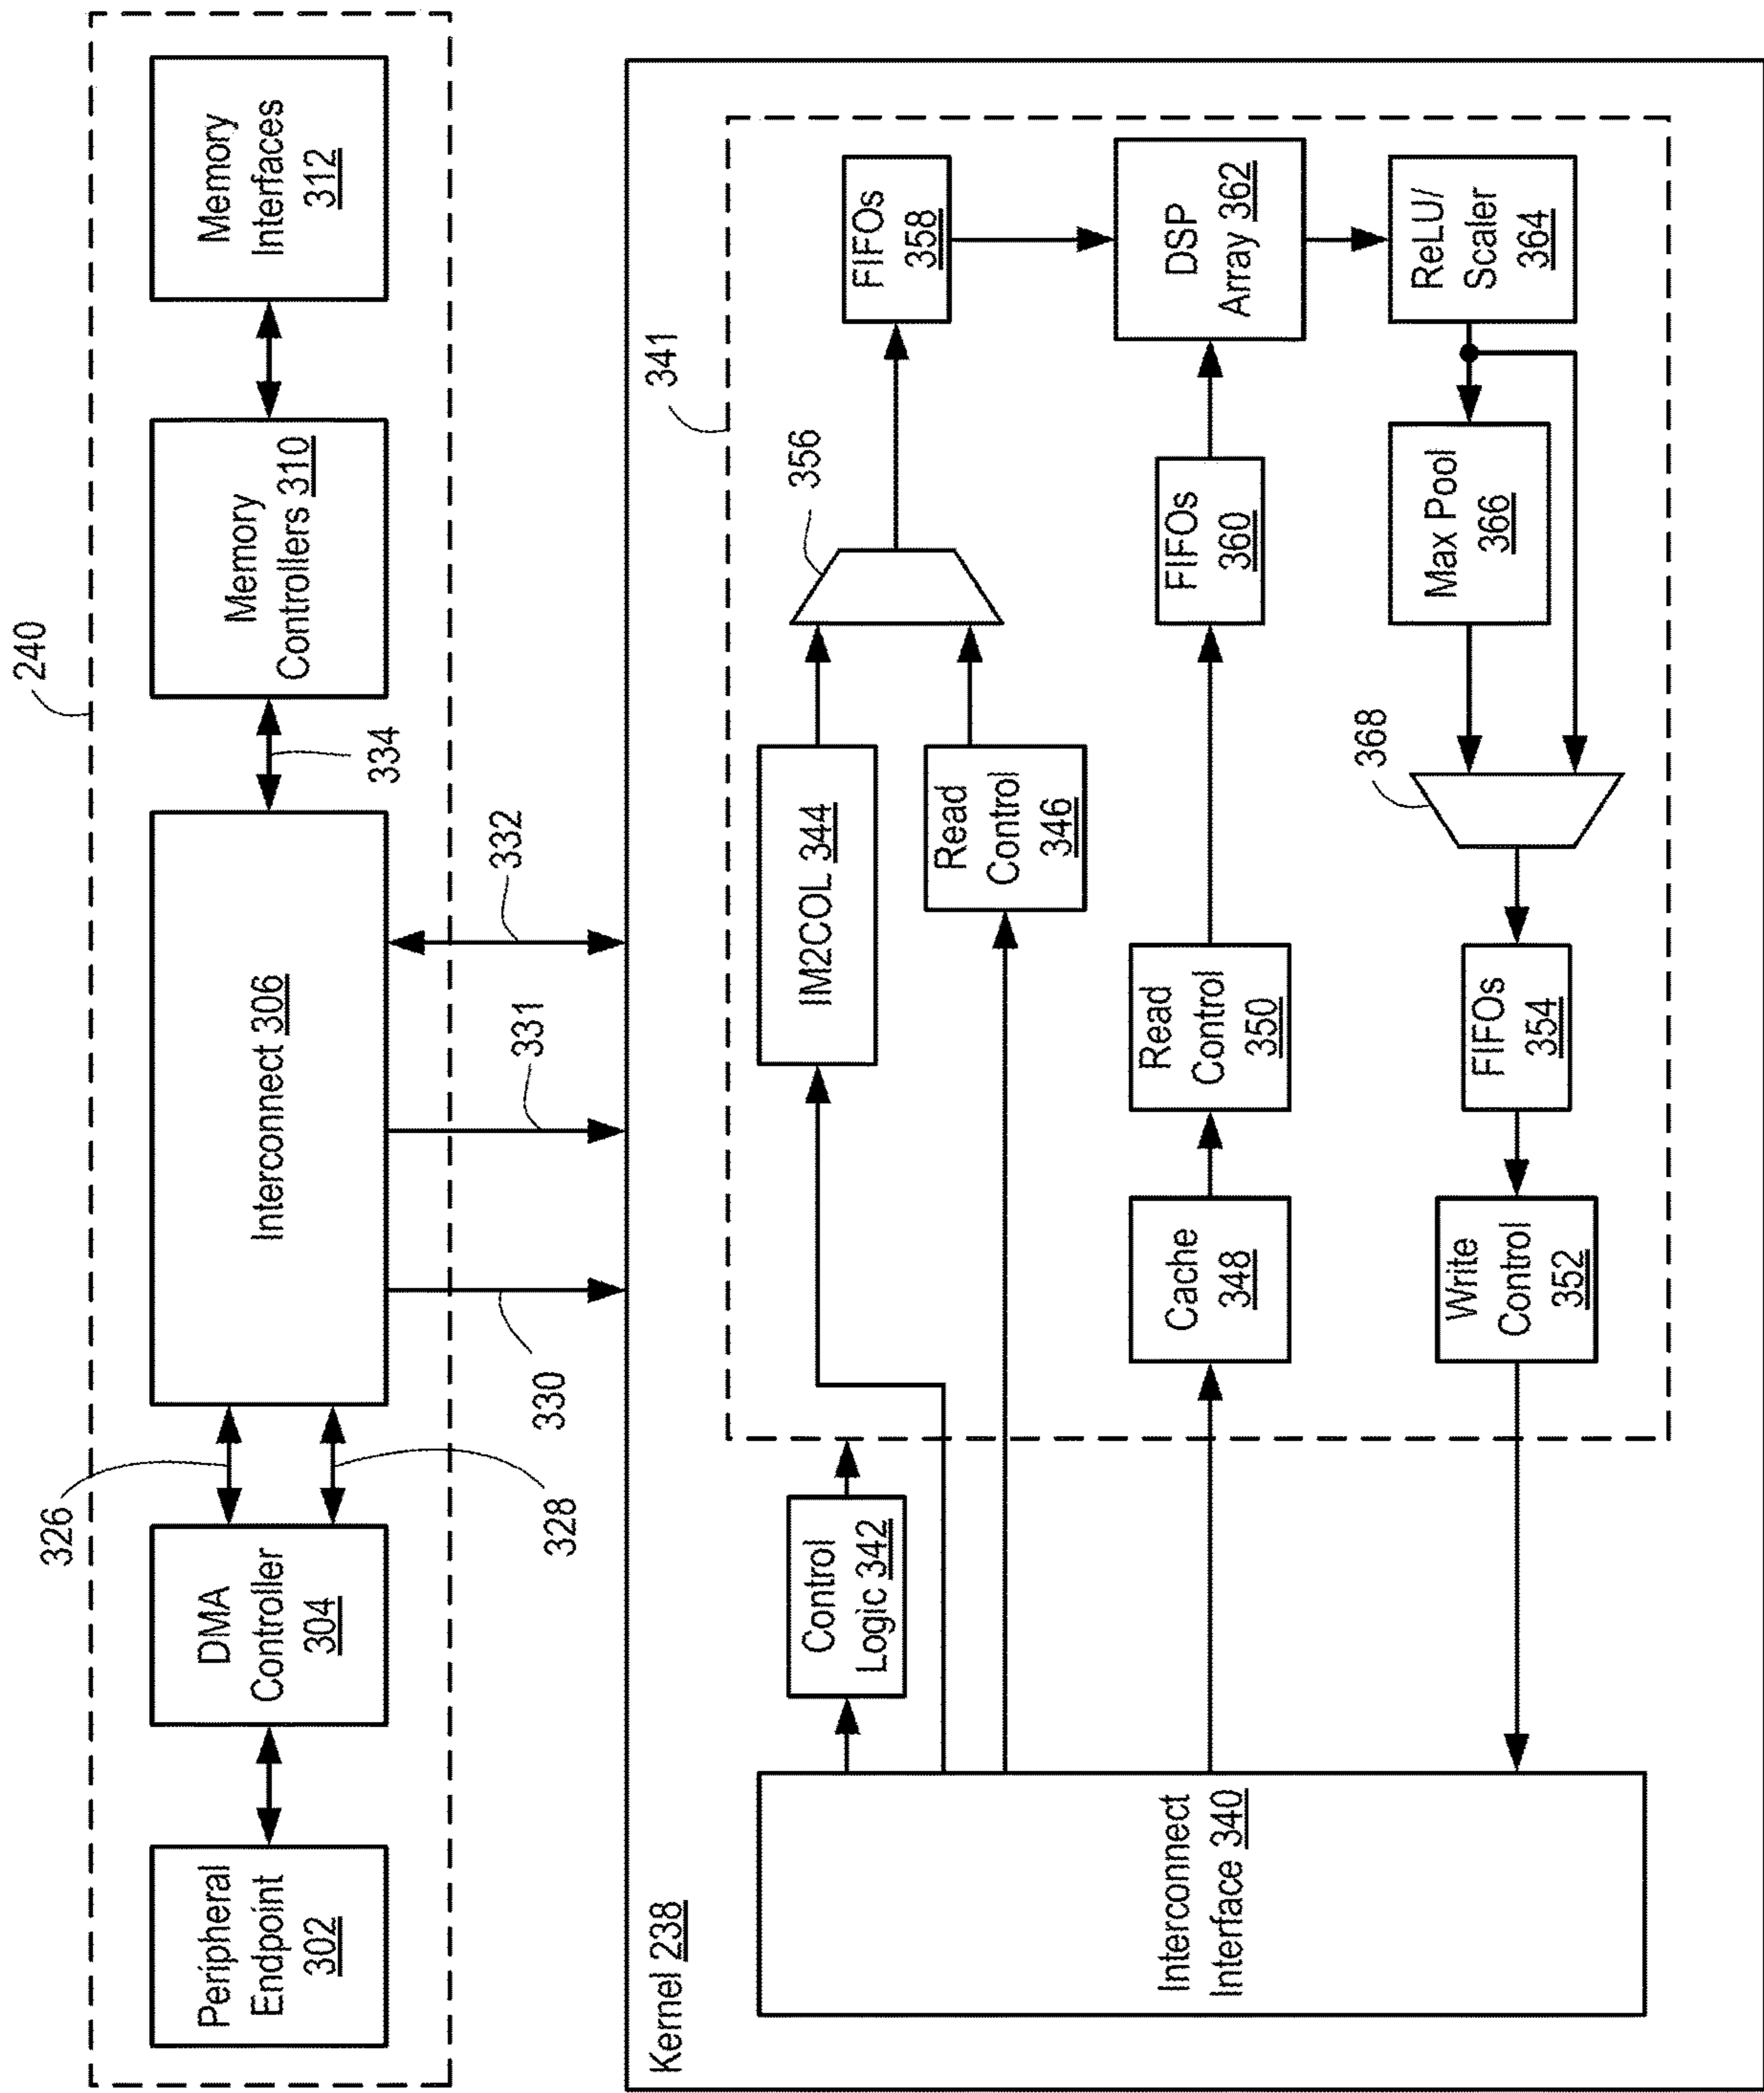 240
Peripheral
Endpoint
302
DMA
Controller
304
326
328
Interconnect 306
334
Memory
Controllers 310
Memory
Interfaces
312
330
331
332
Kernel 238
341
Interconnect
Interface 340
Control
Logic 342
IM2COL 344
Read
Control
346
356
FIFOs
358
Cache
348
Read
Control
350
FIFOs
360
DSP
Array 362
Write
Control
352
FIFOs
354
368
Max Pool
366
ReLU/
Scaler
364